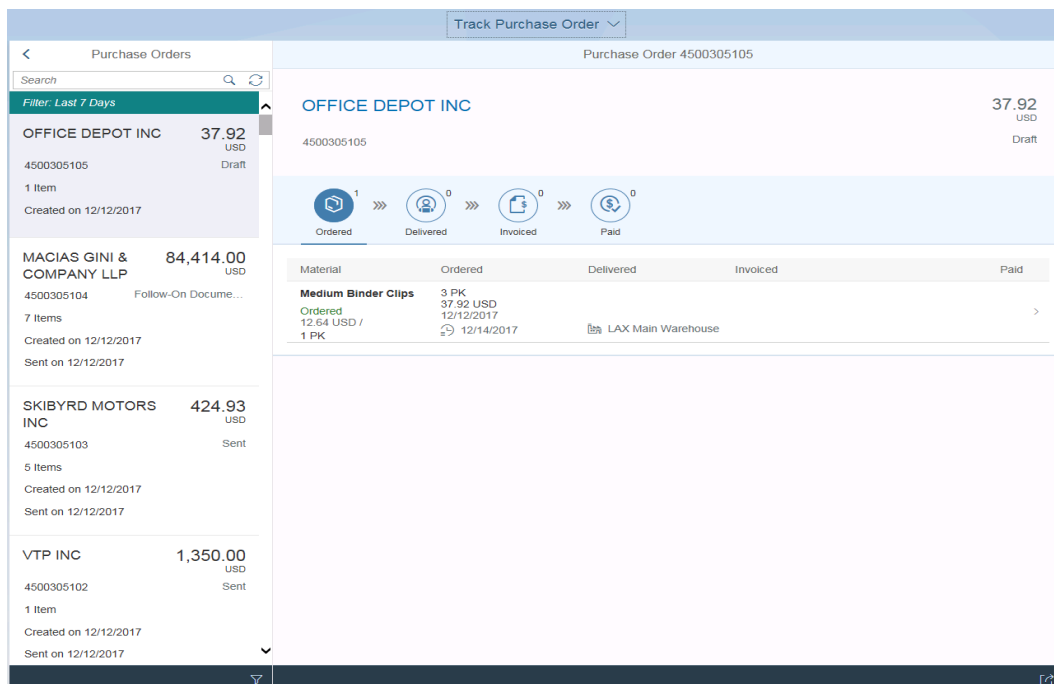 Track Purchase Order
Purchase Orders
Search
Filter: Last 7 Days
OFFICE DEPOT INC 37.92
USD
4500305105 Draft
1 Item
Created on 12/12/2017
MACIAS GINI & 84,414.00
COMPANY LLP USD
4500305104 Follow-On Docume...
7 Items
Created on 12/12/2017
Sent on 12/12/2017
SKIBYRD MOTORS 424.93
INC USD
4500305103 Sent
5 Items
Created on 12/12/2017
Sent on 12/12/2017
VTP INC 1,350.00
USD
4500305102 Sent
1 Item
Created on 12/12/2017
Sent on 12/12/2017
Purchase Order 4500305105
OFFICE DEPOT INC 37.92
USD
4500305105 Draft
1 0 0 0
Ordered Delivered Invoiced Paid
Material Ordered Delivered Invoiced Paid
Medium Binder Clips 3 PK
37.92 USD
Ordered 12/12/2017
12.64 USD / 12/14/2017 LAX Main Warehouse
1 PK